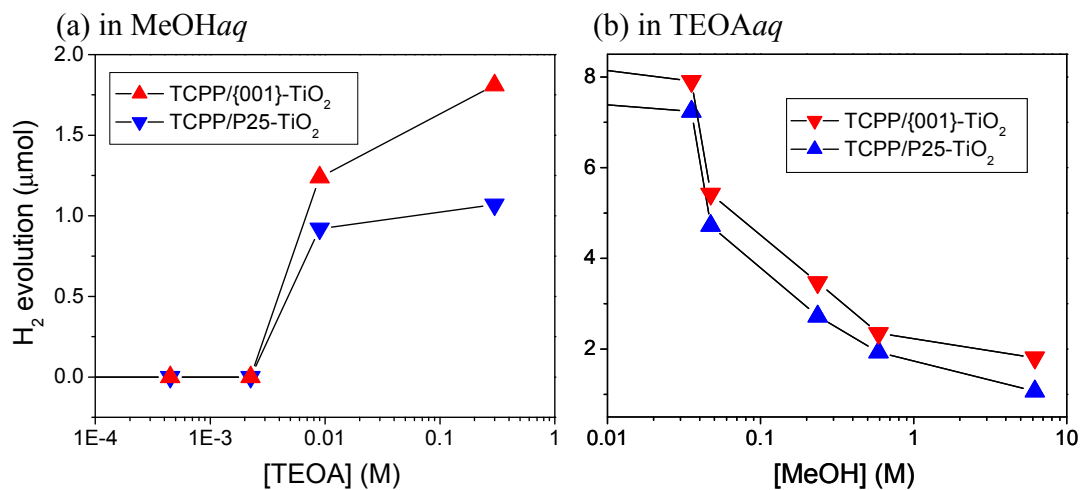 (a) in MeOHaq
(b) in TEOAaq
H2 evolution (μmol)
2.0
1.5
1.0
0.5
0.0
TCPP/{001}-TiO2
TCPP/P25-TiO2
1E-4
1E-3
0.01
0.1
1
[TEOA] (M)
8
6
4
2
TCPP/{001}-TiO2
TCPP/P25-TiO2
0.01
0.1
1
10
[MeOH] (M)